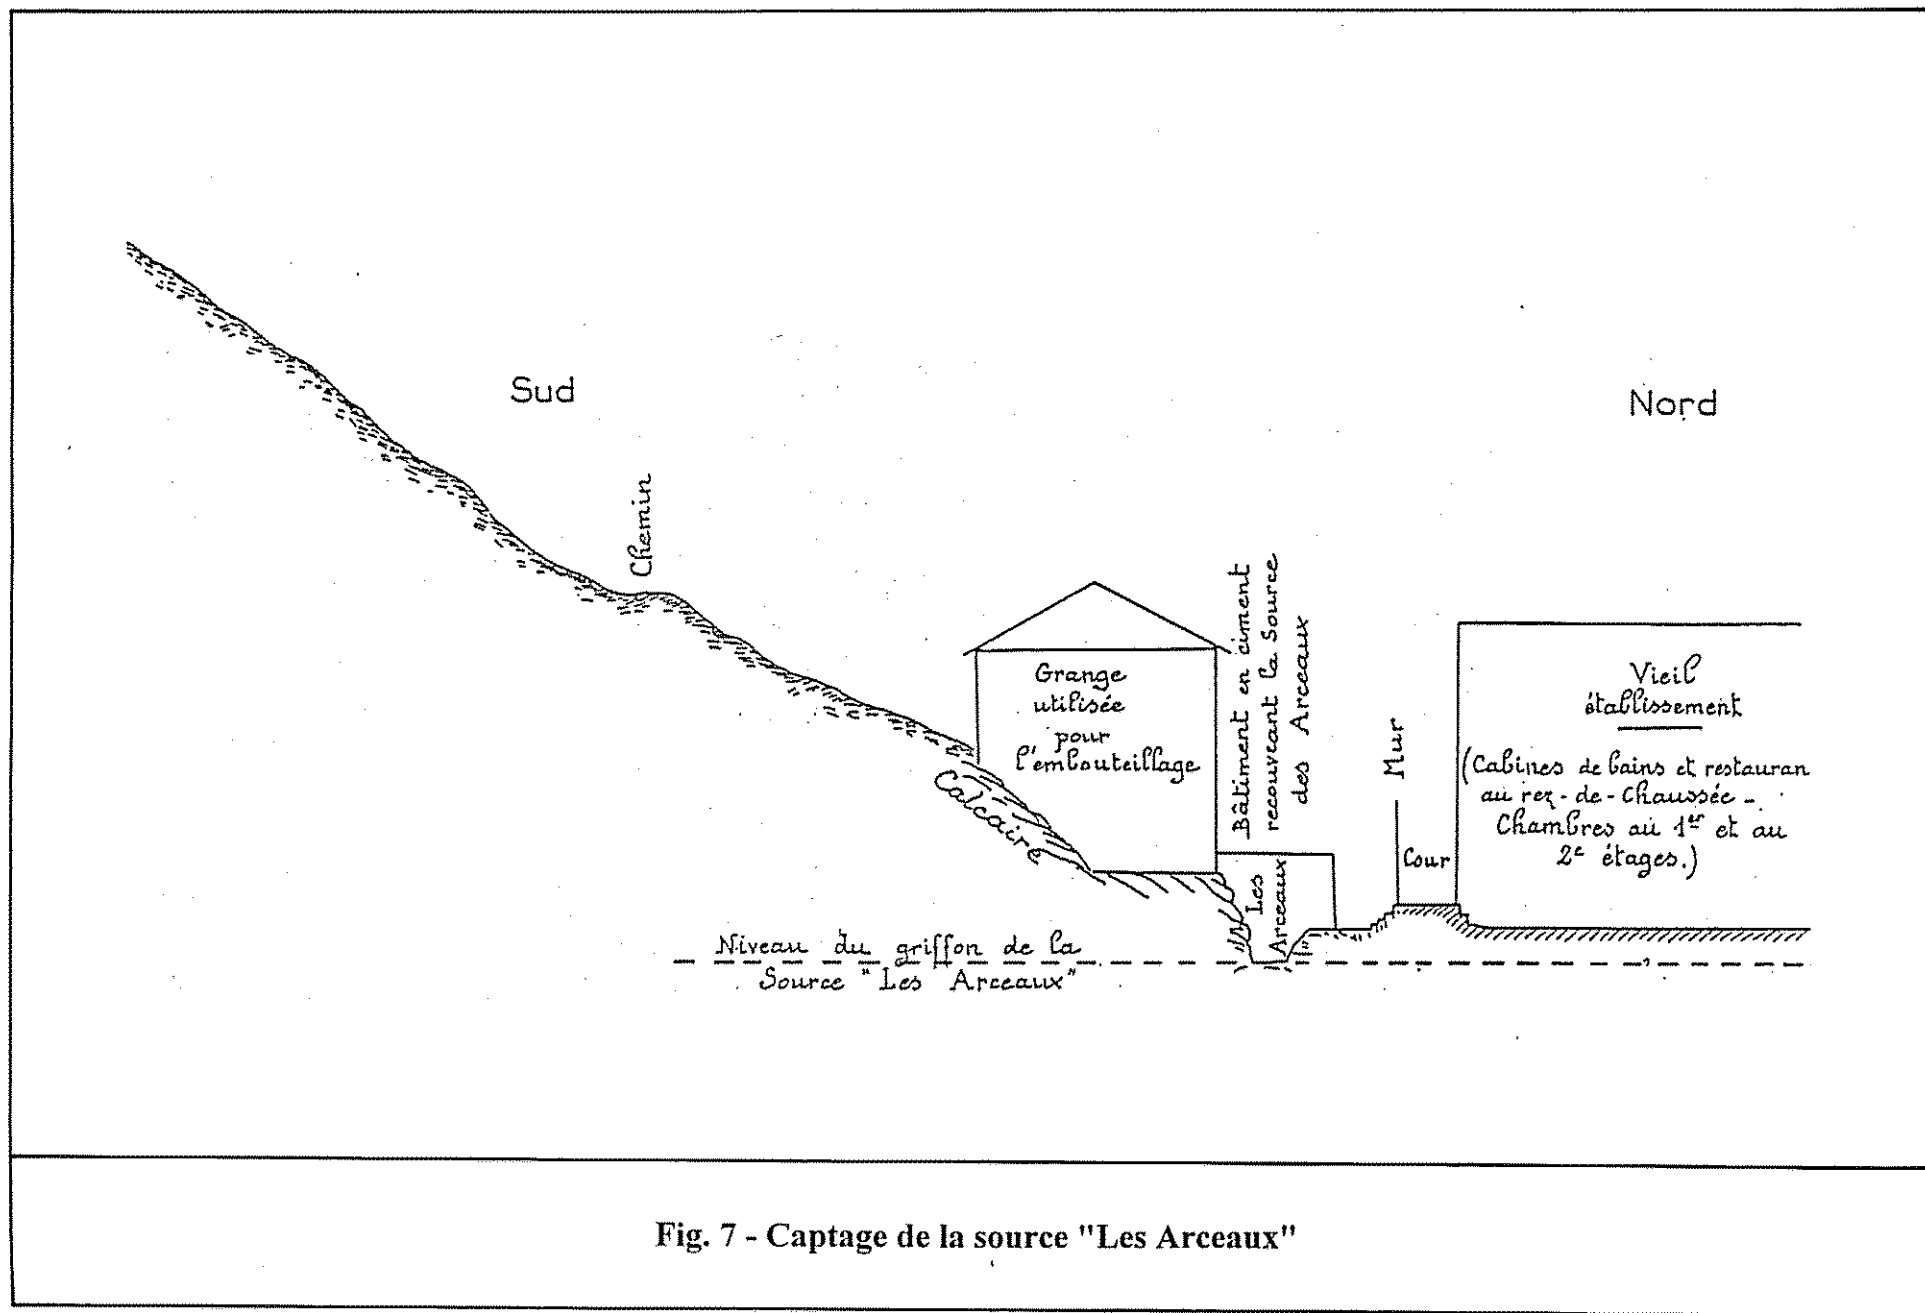 Sud
Nord
Chemin
Grange
utilisée
pour
l'embouteillage
Bâtiment en ciment
recouvrant la Source
des Arceaux
Mur
Vieil
établissement
(Cabines de bains et restauran
au rez-de-Chaussée -
Chambres au 1er et au
2e étages.)
Cour
Calcaire
Les
Arceaux
Niveau du griffon de la
Source "Les Arceaux"
Fig. 7 - Captage de la source "Les Arceaux"